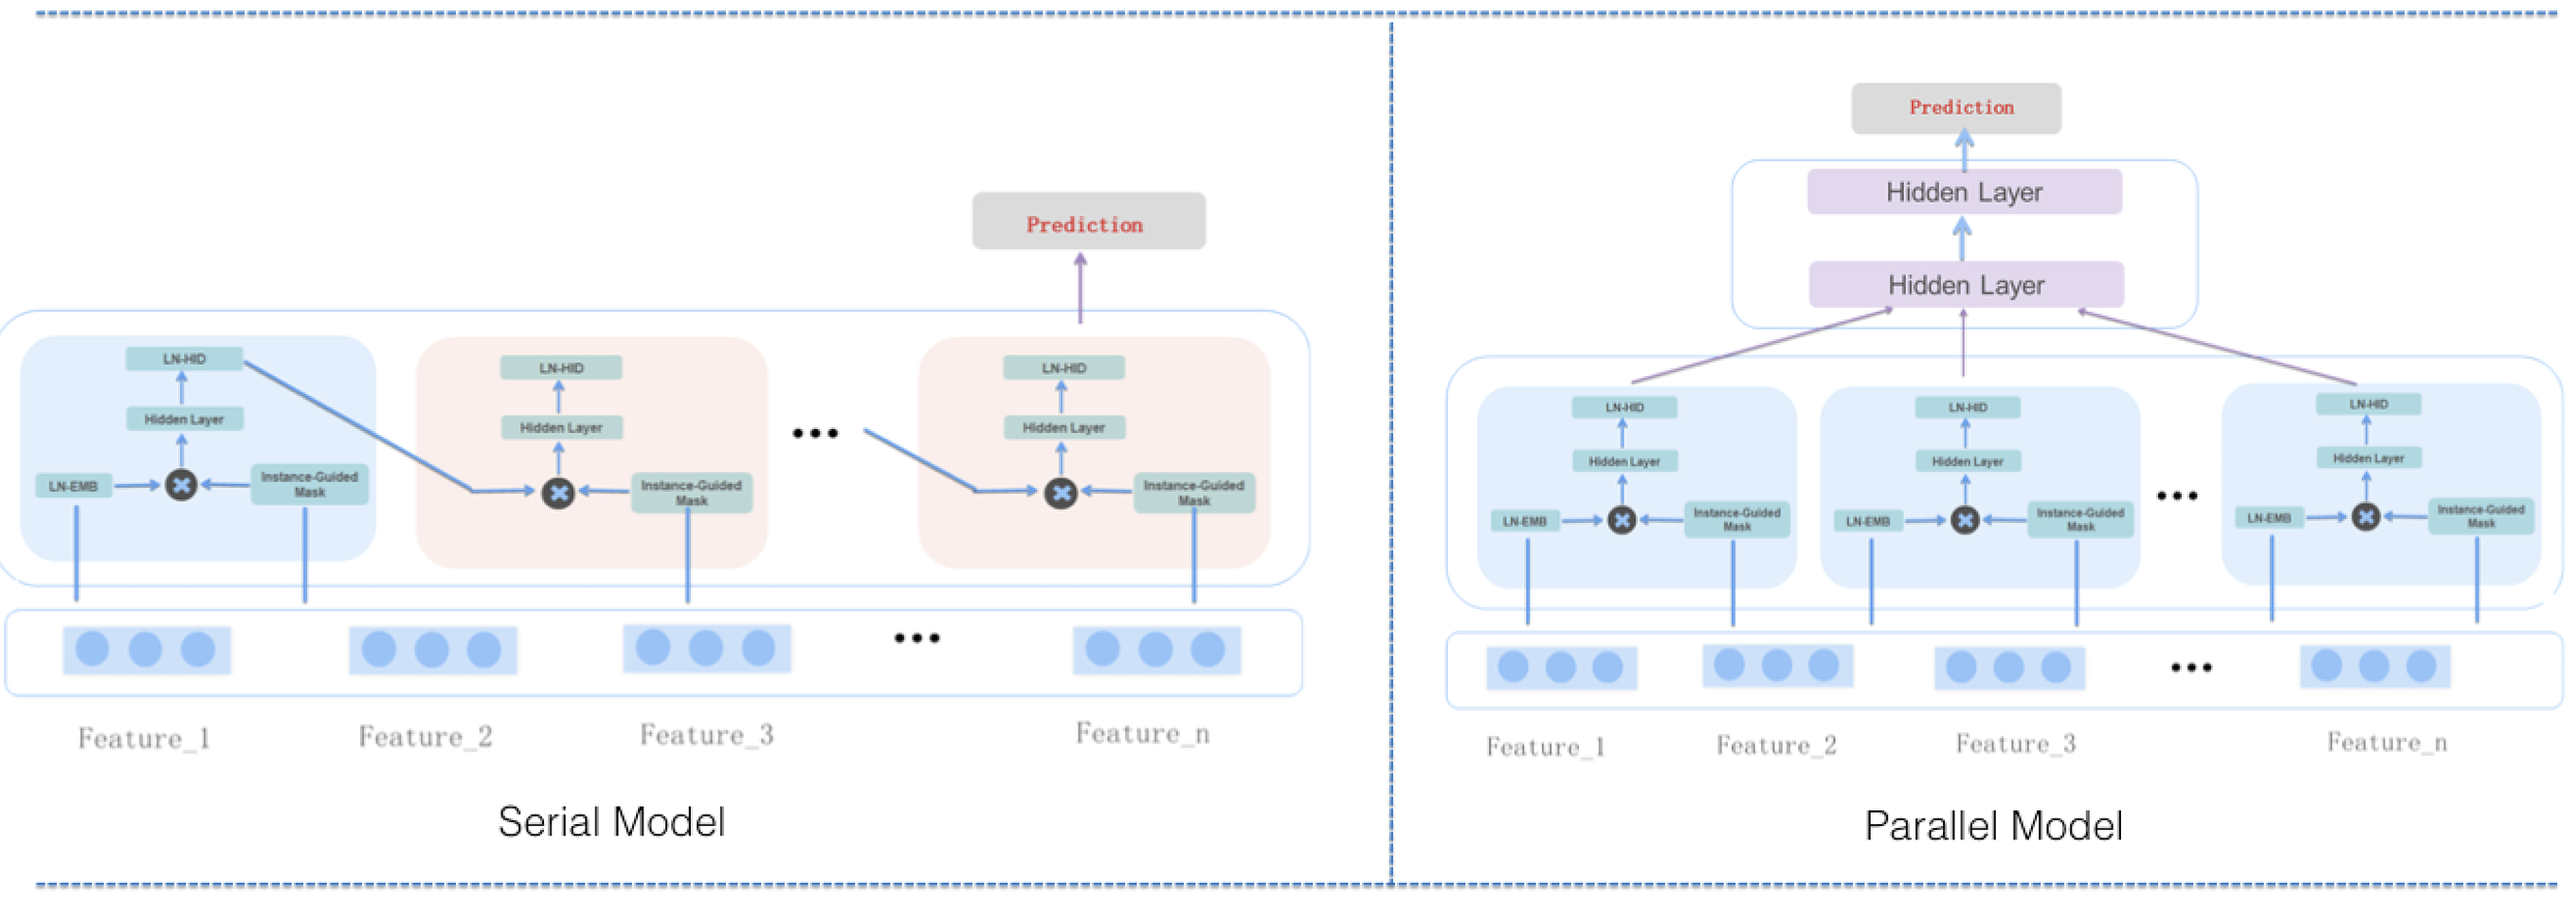 Prediction
LN-HID
Hidden Layer
LN-EMB
Instance-Guided
Mask
LN-HID
Hidden Layer
Instance-Guided
Mask
LN-HID
Hidden Layer
Instance-Guided
Mask
Feature_1
Feature_2
Feature_3
Feature_n
Serial Model
Prediction
Hidden Layer
Hidden Layer
LN-HID
Hidden Layer
LN-EMB
Instance-Guided
Mask
LN-HID
Hidden Layer
LN-EMB
Instance-Guided
Mask
LN-HID
Hidden Layer
LN-EMB
Instance-Guided
Mask
Feature_1
Feature_2
Feature_3
Feature_n
Parallel Model